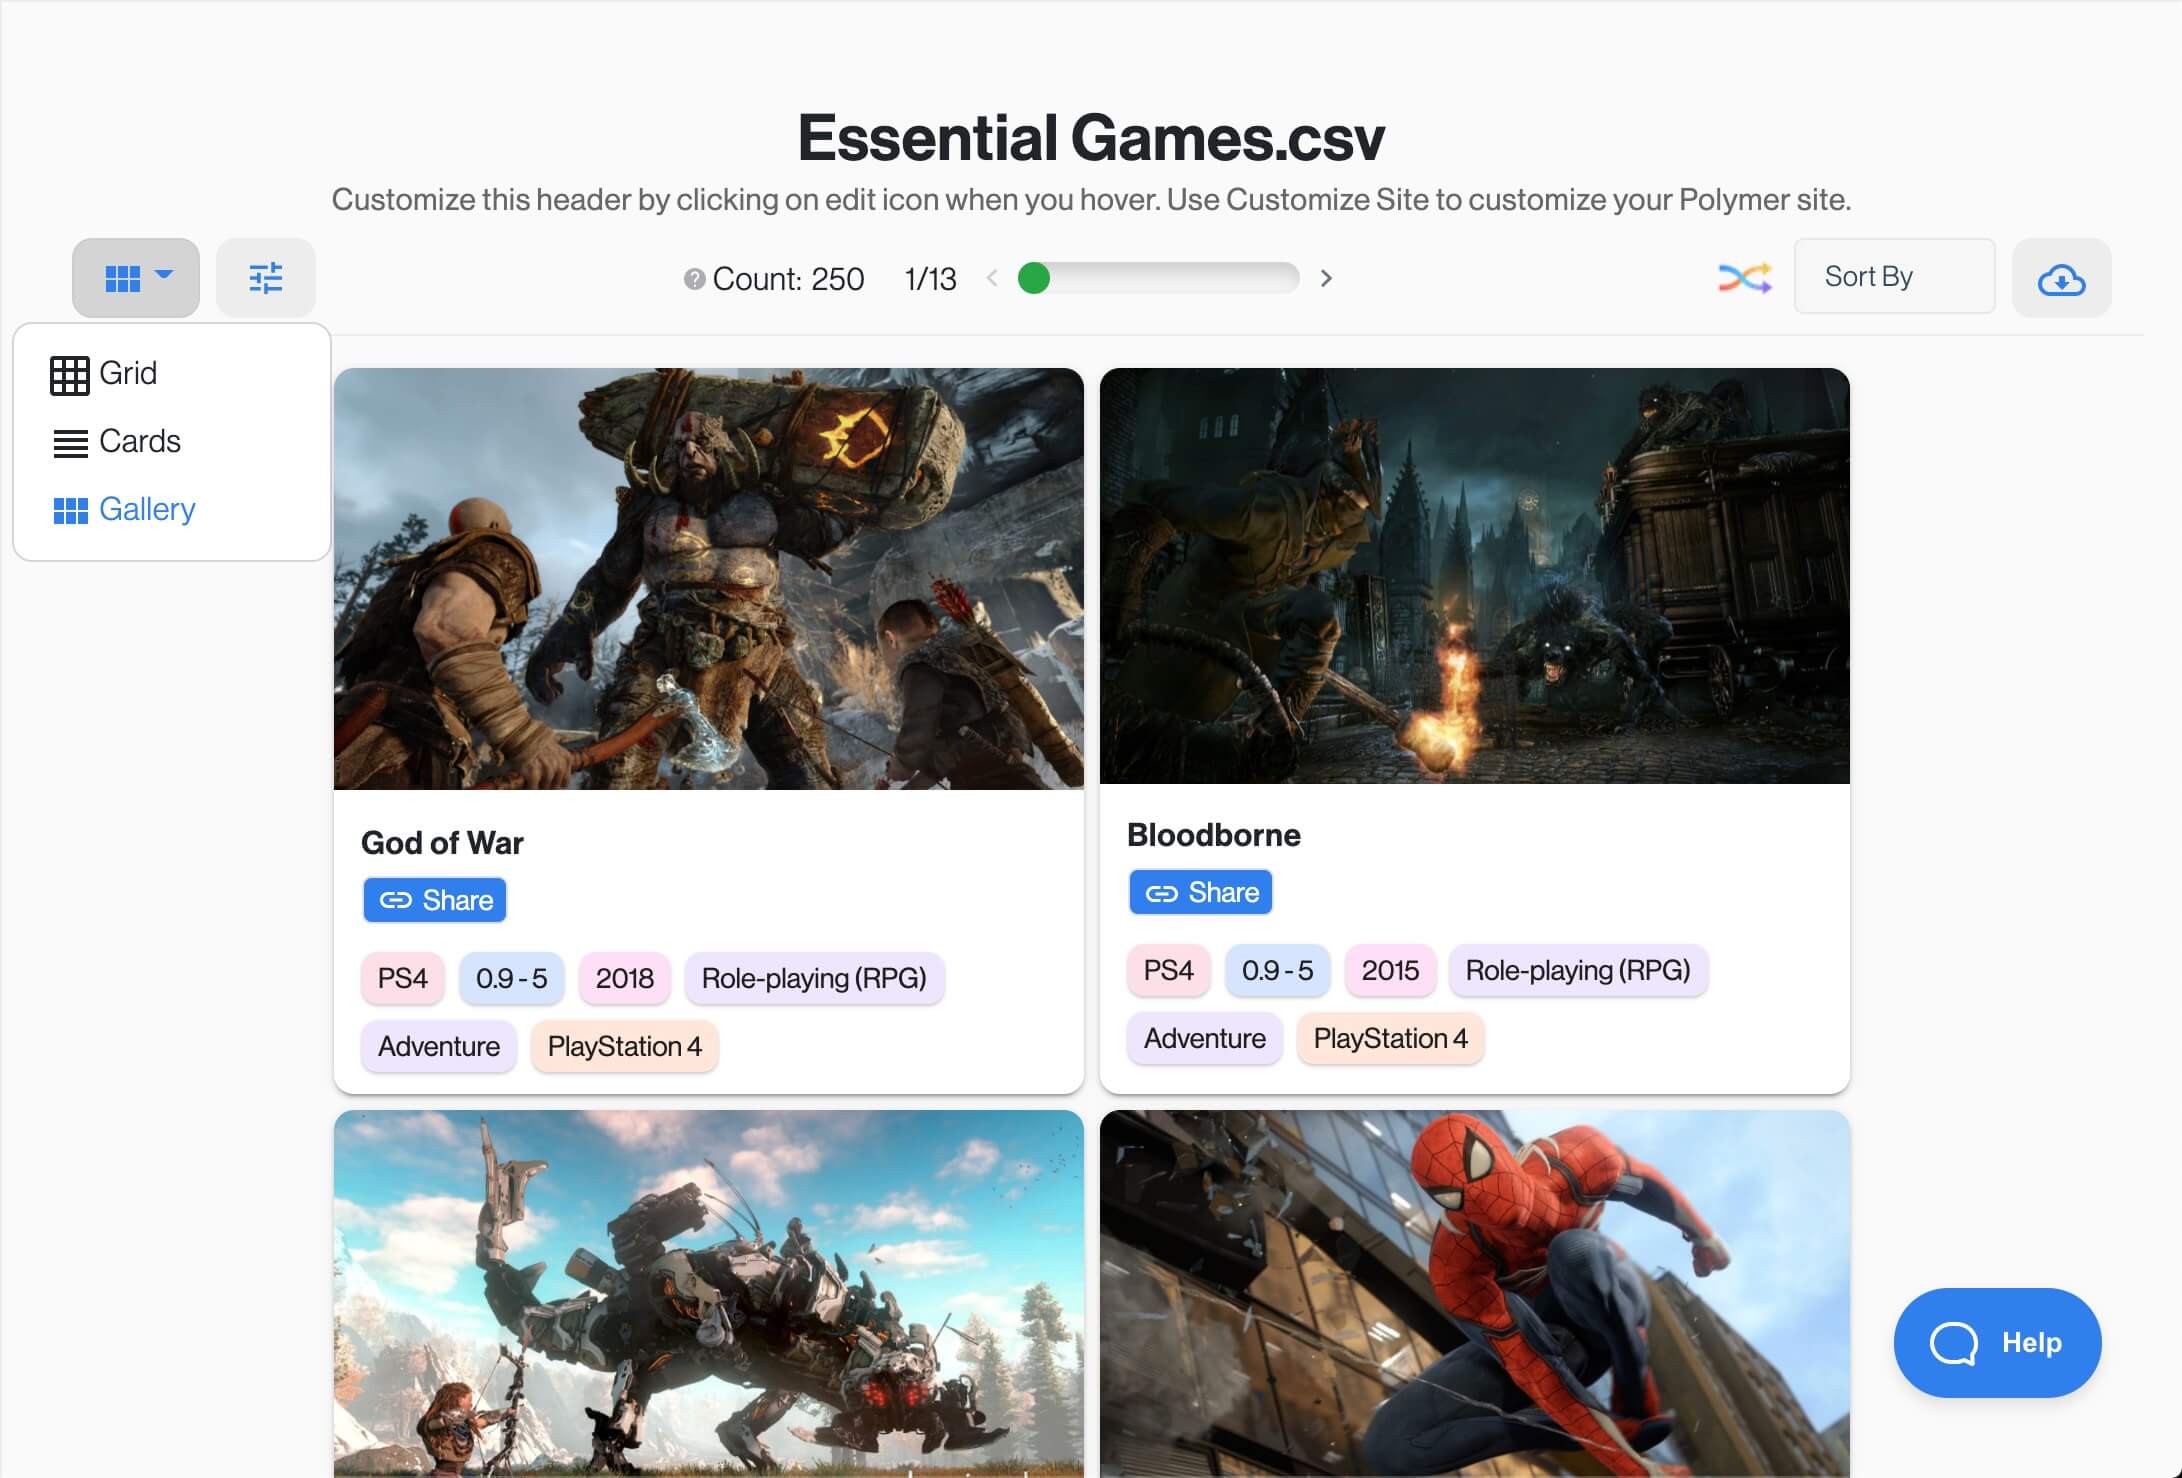 Essential Games.csv
Customize this header by clicking on edit icon when you hover. Use Customize Site to customize your Polymer site.
? Count: 250 1/13
Sort By
Grid
Cards
Gallery
God of War
Share
PS4 0.9 - 5 2018 Role-playing (RPG)
Adventure PlayStation 4
Bloodborne
Share
PS4 0.9 - 5 2015 Role-playing (RPG)
Adventure PlayStation 4
Help